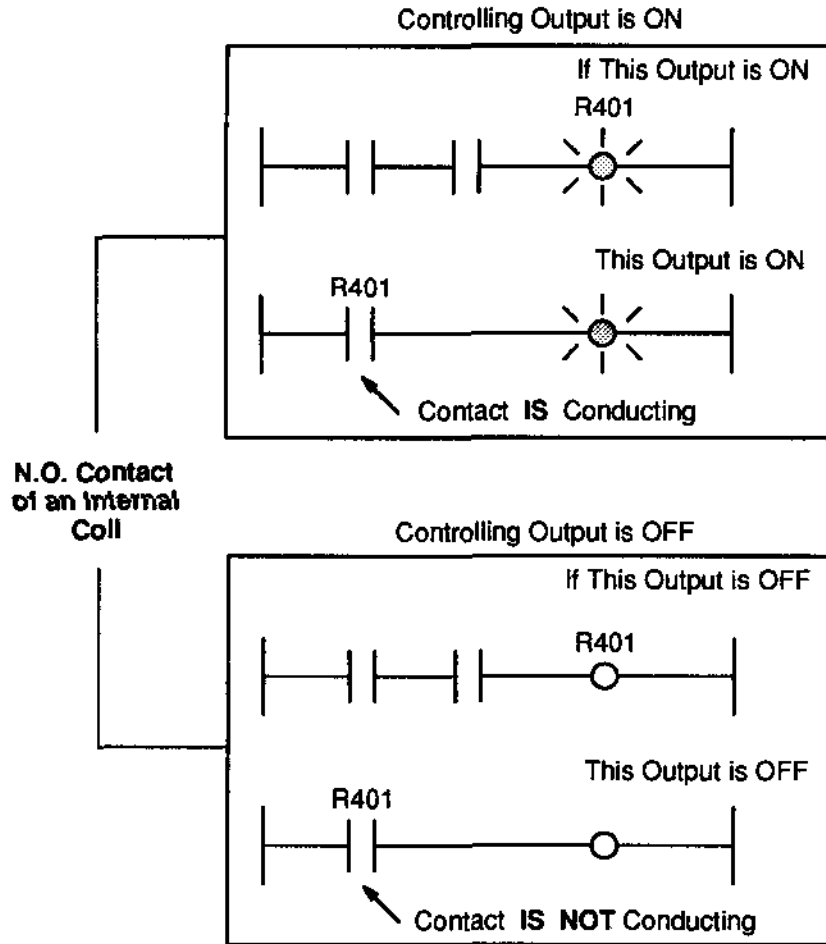 Controlling Output is ON
If This Output is ON
R401
This Output is ON
R401
Contact IS Conducting
N.O. Contact
of an Internal
Coil
Controlling Output is OFF
If This Output is OFF
R401
This Output is OFF
R401
Contact IS NOT Conducting